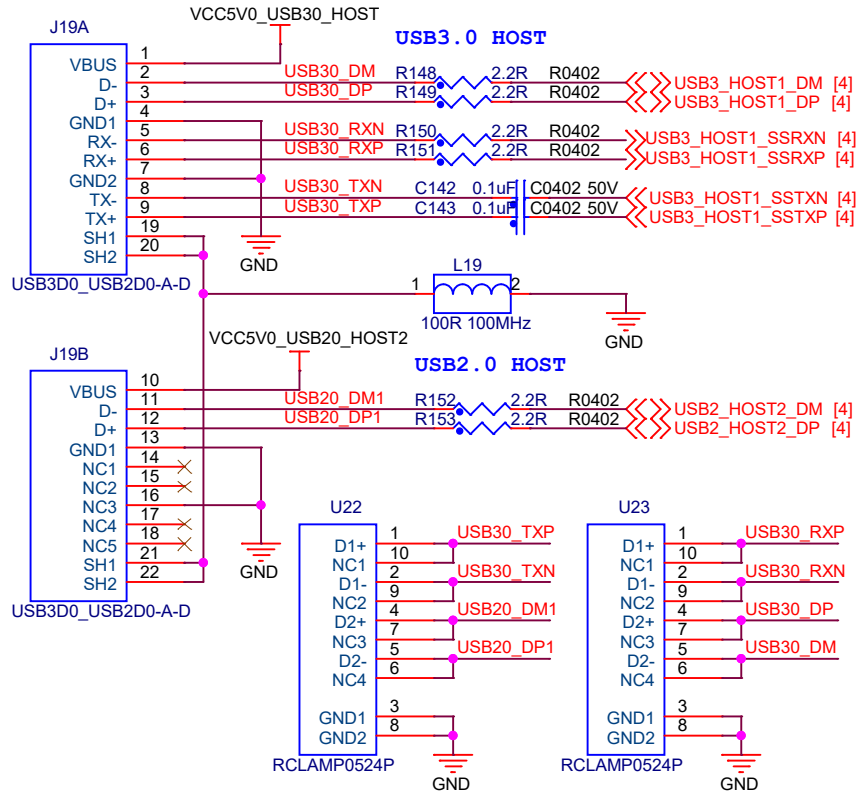 VCC5V0_USB30_HOST
J19A
USB3.0 HOST
VBUS 1
D- 2 USB30_DM R148 2.2R R0402 USB3_HOST1_DM [4]
D+ 3 USB30_DP R149 2.2R R0402 USB3_HOST1_DP [4]
GND1 4
RX- 5 USB30_RXN R150 2.2R R0402 USB3_HOST1_SSRXN [4]
RX+ 6 USB30_RXP R151 2.2R R0402 USB3_HOST1_SSRXP [4]
GND2 7
TX- 8 USB30_TXN C142 0.1uF C0402 50V USB3_HOST1_SSTXN [4]
TX+ 9 USB30_TXP C143 0.1uF C0402 50V USB3_HOST1_SSTXP [4]
SH1 19
SH2 20
GND
USB3D0_USB2D0-A-D
L19
1 2
100R 100MHz
GND
VCC5V0_USB20_HOST2
J19B
USB2.0 HOST
VBUS 10
D- 11 USB20_DM1 R152 2.2R R0402 USB2_HOST2_DM [4]
D+ 12 USB20_DP1 R153 2.2R R0402 USB2_HOST2_DP [4]
GND1 13
NC1 14
NC2 15
NC3 16
NC4 17
NC5 18
SH1 21
SH2 22
GND
USB3D0_USB2D0-A-D
U22
D1+ 1 USB30_TXP
NC1 10
D1- 2 USB30_TXN
NC2 9
D2+ 4 USB20_DM1
NC3 7
D2- 5 USB20_DP1
NC4 6
GND1 3
GND2 8
RCLAMP0524P
GND
U23
D1+ 1 USB30_RXP
NC1 10
D1- 2 USB30_RXN
NC2 9
D2+ 4 USB30_DP
NC3 7
D2- 5 USB30_DM
NC4 6
GND1 3
GND2 8
RCLAMP0524P
GND